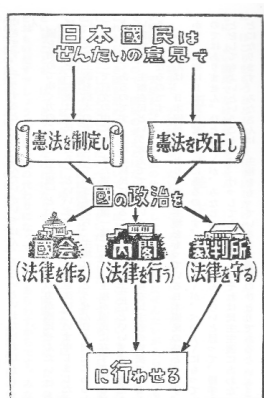 日本國民は
ぜんたいの意見で
憲法を制定し
憲法を改正し
國の政治を
國会
(法律を作る)
内閣
(法律を行う)
裁判所
(法律を守る)
に行わせる